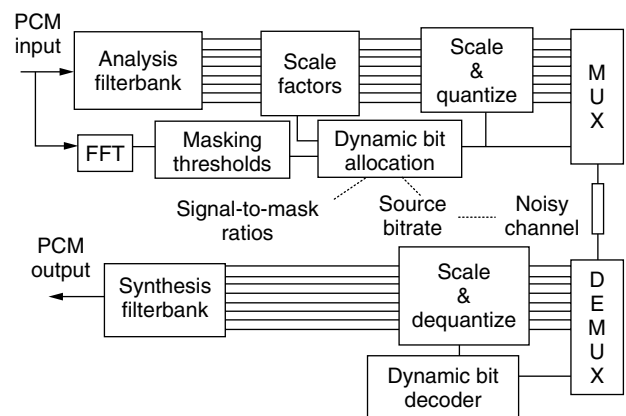 PCM
input
Analysis
filterbank
Scale
factors
Scale
&
quantize
M
U
X
FFT
Masking
thresholds
Dynamic bit
allocation
Signal-to-mask
ratios
Source
bitrate
Noisy
channel
PCM
output
Synthesis
filterbank
Scale
&
dequantize
D
E
M
U
X
Dynamic bit
decoder